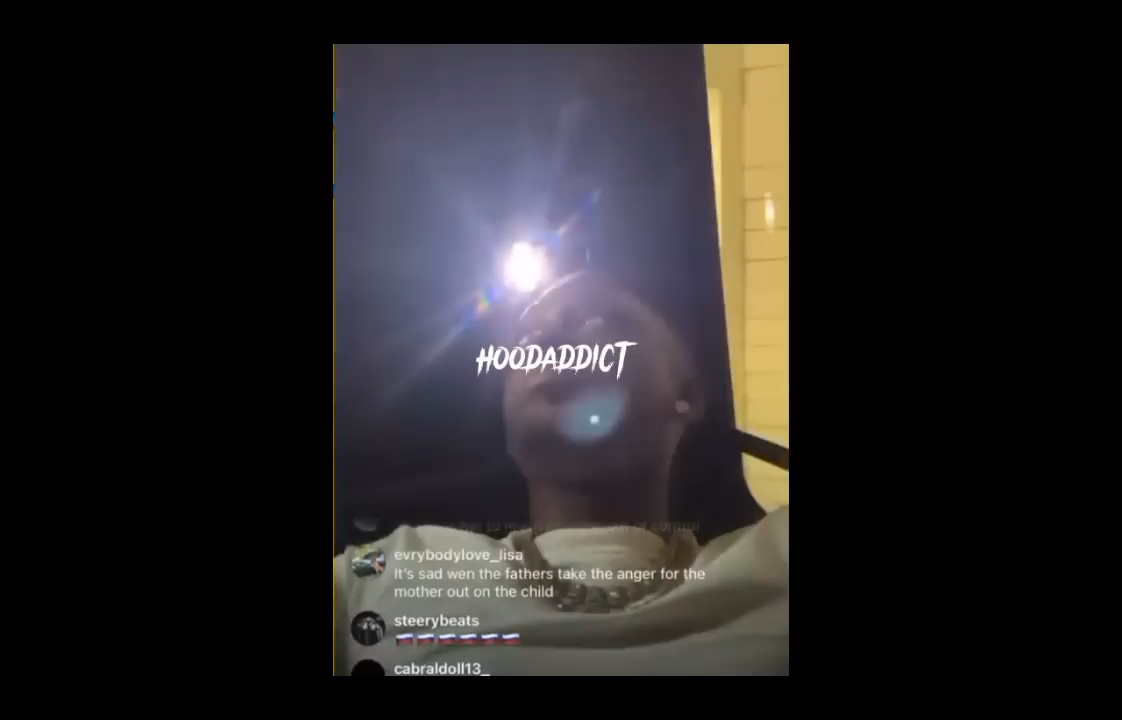 HOODADDICT
evrybodylove_lisa
It's sad wen the fathers take the anger for the
mother out on the child
steerybeats
🇷🇺🇷🇺🇷🇺🇷🇺🇷🇺🇷🇺
cabraldoll13_